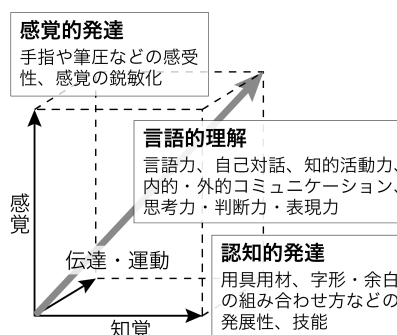 感覚的発達
手指や筆圧などの感受
性、感覚の鋭敏化
言語的理解
言語力、自己対話、知的活動力、
内的・外的コミュニケーション、
思考力・判断力・表現力
感覚
伝達・運動
認知的発達
用具用材、字形・余白
の組み合わせ方などの
発展性、技能
知覚